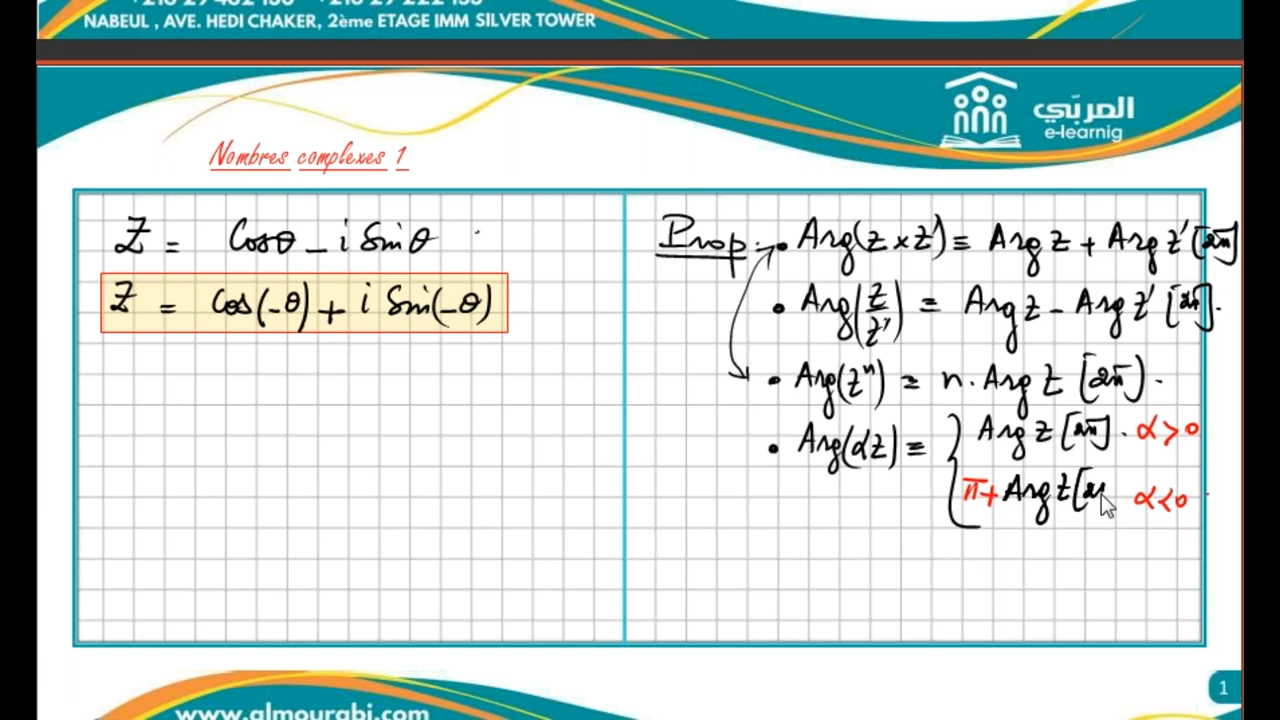 NABEUL , AVE. HEDI CHAKER, 2ème ETAGE IMM SILVER TOWER
المربّي
e-learnig
Nombres complexes 1
Z = Cosθ - i Sinθ
Z = Cos(-θ) + i Sin(-θ)
Prop : • Arg(z × z') ≡ Arg z + Arg z' [2π]
• Arg(z/z') ≡ Arg z - Arg z' [2π].
• Arg(zⁿ) ≡ n. Arg z [2π].
• Arg(αz) ≡ { Arg z [2π]. α>0
π+ Arg z [2π α<0
1
www.almourabi.com